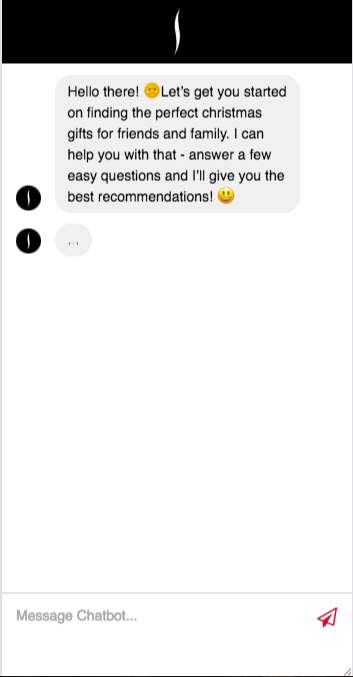 Hello there! 🌞Let's get you started
on finding the perfect christmas
gifts for friends and family. I can
help you with that - answer a few
easy questions and I'll give you the
best recommendations! 😃
...
Message Chatbot...